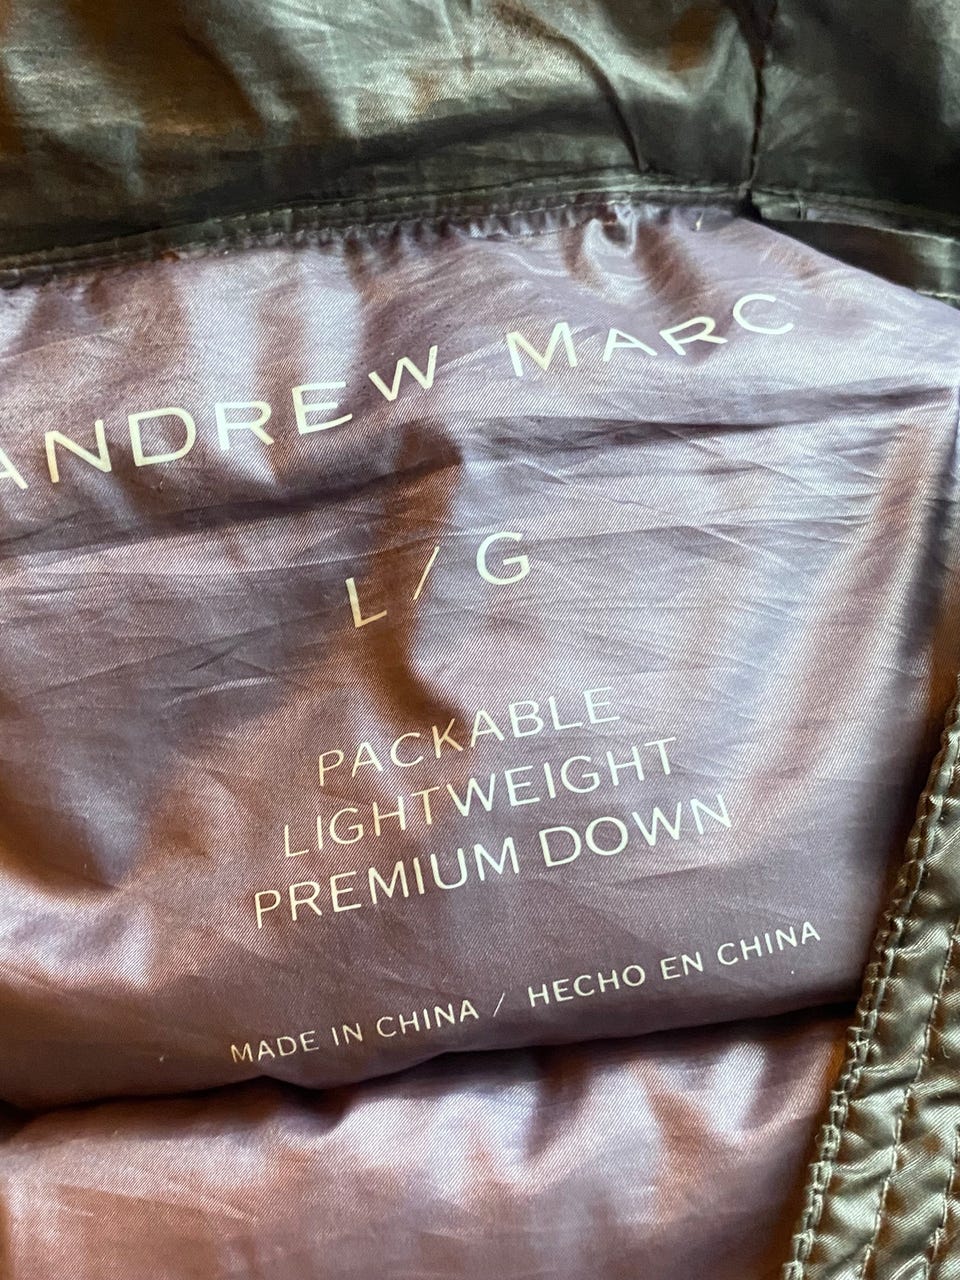 ANDREW MARC
L / G
PACKABLE
LIGHTWEIGHT
PREMIUM DOWN
MADE IN CHINA / HECHO EN CHINA